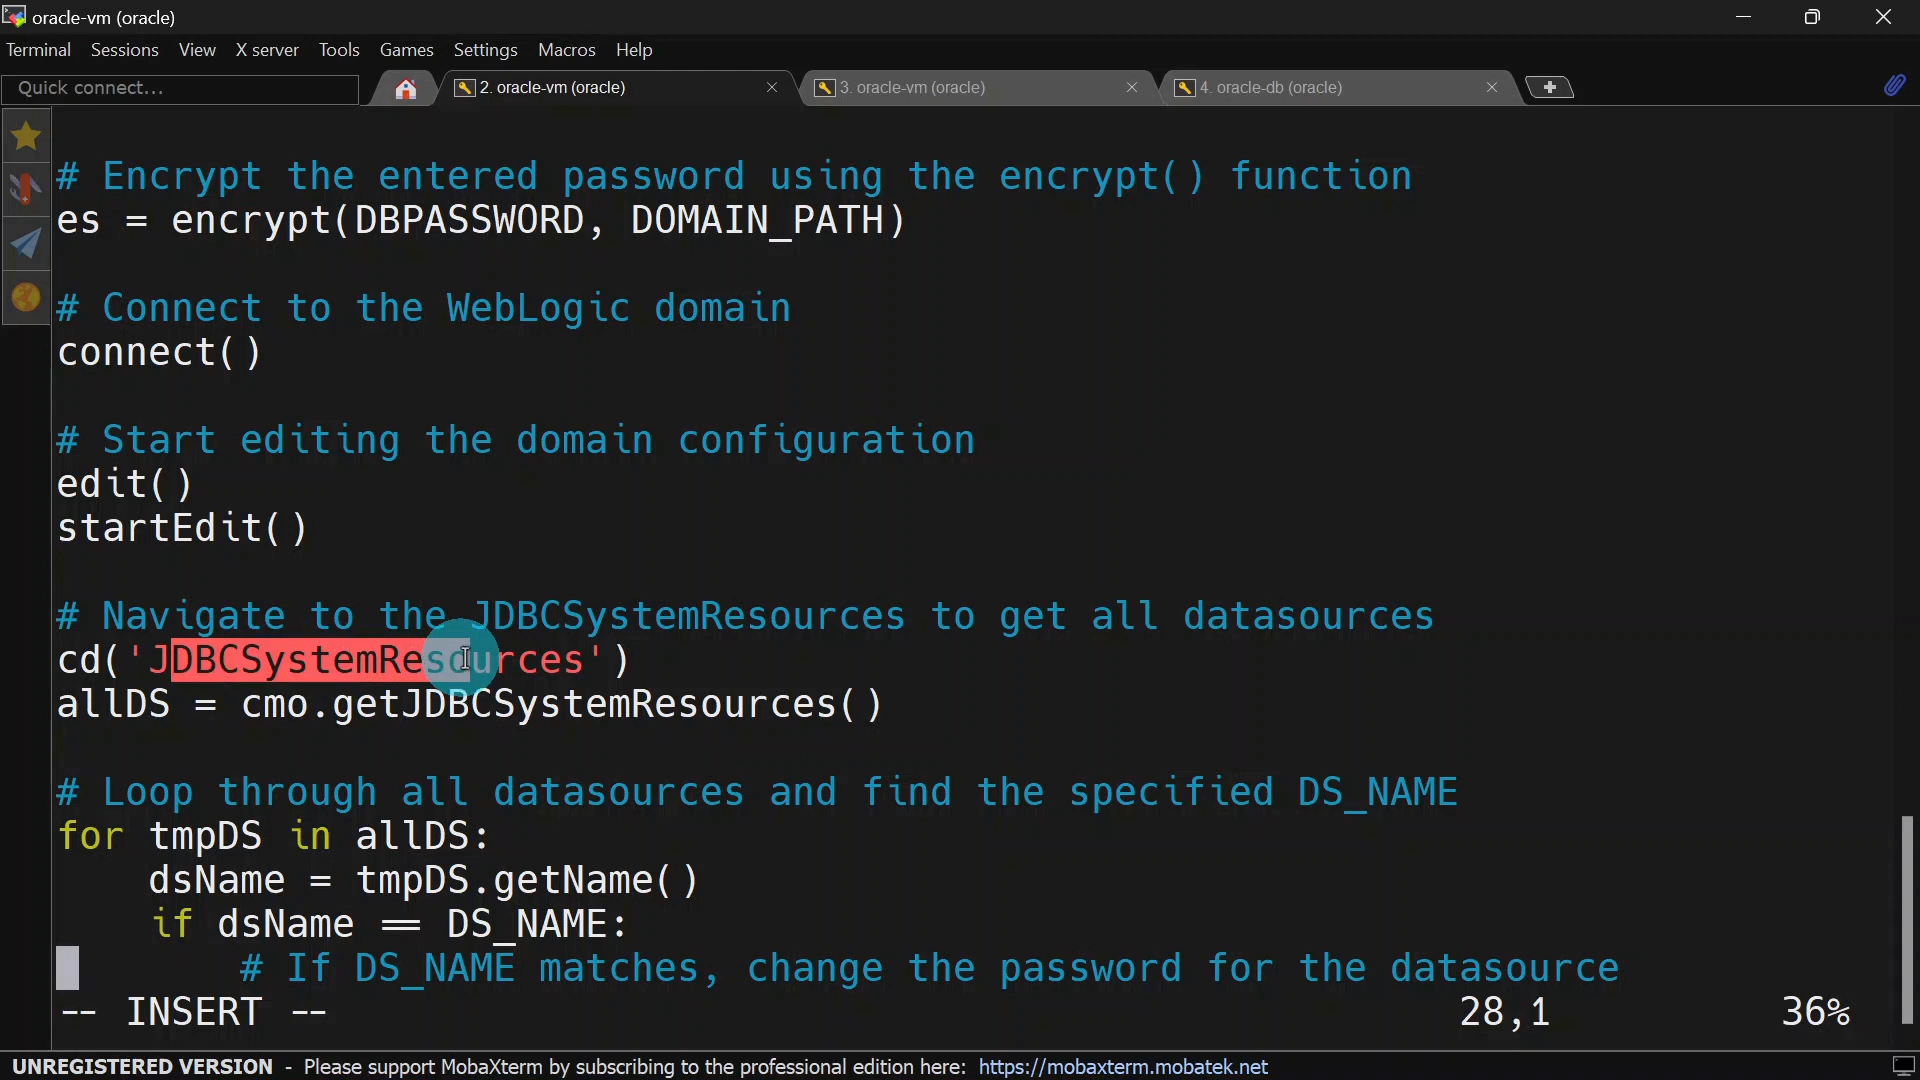 oracle-vm (oracle)
Terminal Sessions View X server Tools Games Settings Macros Help
Quick connect...
2. oracle-vm (oracle)
3. oracle-vm (oracle)
4. oracle-db (oracle)
# Encrypt the entered password using the encrypt() function
es = encrypt(DBPASSWORD, DOMAIN_PATH)
# Connect to the WebLogic domain
connect()
# Start editing the domain configuration
edit()
startEdit()
# Navigate to the JDBCSystemResources to get all datasources
cd('JDBCSystemResources')
allDS = cmo.getJDBCSystemResources()
# Loop through all datasources and find the specified DS_NAME
for tmpDS in allDS:
    dsName = tmpDS.getName()
    if dsName == DS_NAME:
        # If DS_NAME matches, change the password for the datasource
-- INSERT -- 28,1 36%
UNREGISTERED VERSION - Please support MobaXterm by subscribing to the professional edition here: https://mobaxterm.mobatek.net